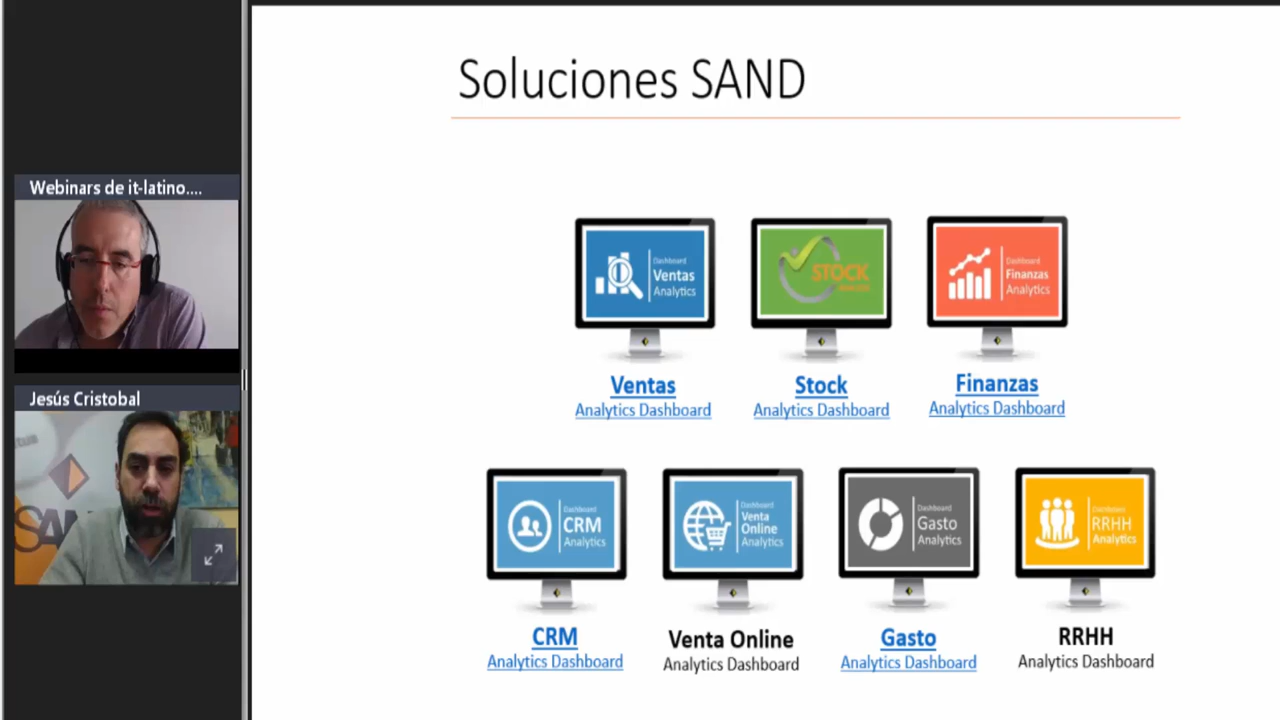 Soluciones SAND
Webinars de it-latino....
Jesús Cristobal
SAN
Dashboard
Ventas
Analytics
STOCK
Dashboard
Finanzas
Analytics
Ventas
Analytics Dashboard
Stock
Analytics Dashboard
Finanzas
Analytics Dashboard
Dashboard
CRM
Analytics
Dashboard
Venta
Online
Analytics
Dashboard
Gasto
Analytics
Dashboard
RRHH
Analytics
CRM
Analytics Dashboard
Venta Online
Analytics Dashboard
Gasto
Analytics Dashboard
RRHH
Analytics Dashboard